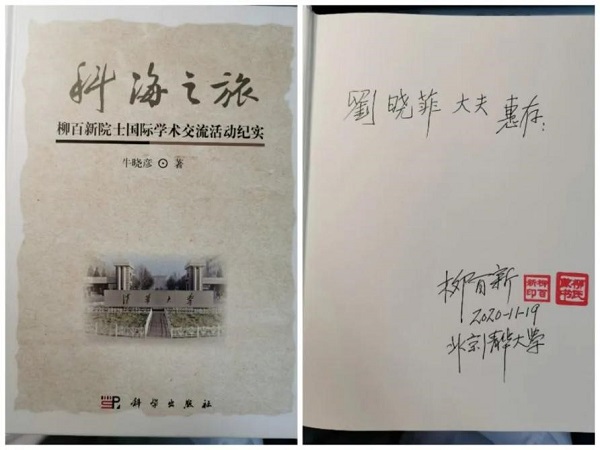 科海之旅
柳百新院士国际学术交流活动纪实
牛晓彦 ⊙ 著
清华大学
SP 科学出版社
劉晓菲 大夫 惠存:
柳百新
2020-11-19
北京清华大学